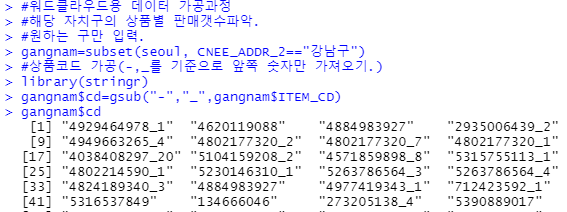 > #워드클라우드용 데이터 가공과정
> #해당 자치구의 상품별 판매갯수파악.
> #원하는 구만 입력.
> gangnam=subset(seoul, CNEE_ADDR_2=="강남구")
> #상품코드 가공(-,_를 기준으로 앞쪽 숫자만 가져오기.)
> library(stringr)
> gangnam$cd=gsub("-","_",gangnam$ITEM_CD)
> gangnam$cd
[1] "4929464978_1" "4620119088" "4884983927" "2935006439_2"
[9] "4949663265_4" "4802177320_2" "4802177320_7" "4802177320_1"
[17] "4038408297_20" "5104159208_2" "4571859898_8" "5315755113_1"
[25] "4802214590_1" "5230146310_1" "5263786564_3" "5263786564_4"
[33] "4824189340_3" "4884983927" "4977419343_1" "712423592_1"
[41] "5316537849" "134666046" "273205138_4" "5390889017"